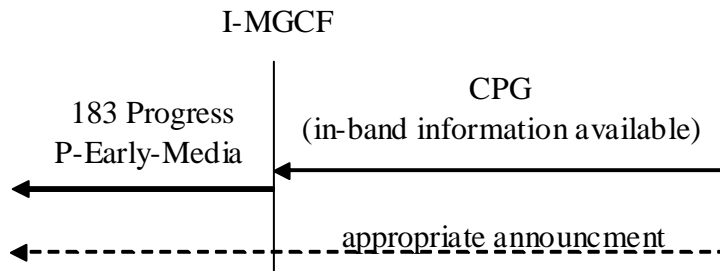 I-MGCF
183 Progress
P-Early-Media
CPG
(in-band information available)
appropriate announcment